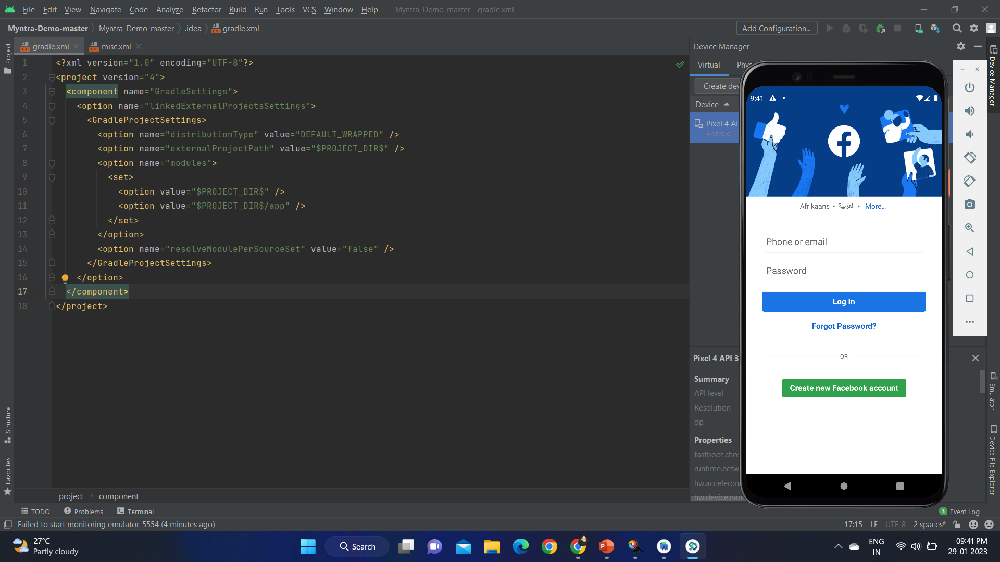 File Edit View Navigate Code Analyze Refactor Build Run Tools VCS Window Help Myntra-Demo-master - gradle.xml
Myntra-Demo-master Myntra-Demo-master .idea gradle.xml Add Configuration...
gradle.xml misc.xml
Project
1 <?xml version="1.0" encoding="UTF-8"?>
2 <project version="4">
3 <component name="GradleSettings">
4 <option name="linkedExternalProjectsSettings">
5 <GradleProjectSettings>
6 <option name="distributionType" value="DEFAULT_WRAPPED" />
7 <option name="externalProjectPath" value="$PROJECT_DIR$" />
8 <option name="modules">
9 <set>
10 <option value="$PROJECT_DIR$" />
11 <option value="$PROJECT_DIR$/app" />
12 </set>
13 </option>
14 <option name="resolveModulePerSourceSet" value="false" />
15 </GradleProjectSettings>
16 </option>
17 </component>
18 </project>
Structure
Favorites
project component
Device Manager
Virtual
Create
Device
Pixel 4
Android
Pixel 4 API 3
Summary
API level
Resolution
dp
Properties
fastboot.
runtime.
hw.
hw.device.
9:41
Afrikaans • العربية • More...
Phone or email
Password
Log In
Forgot Password?
OR
Create new Facebook account
Device Manager
Emulator
Device File Explorer
TODO Problems Terminal 3 Event Log
Failed to start monitoring emulator-5554 (4 minutes ago) 17:15 LF UTF-8 2 spaces*
27°C
Partly cloudy
Search
ENG
IN
09:41 PM
29-01-2023